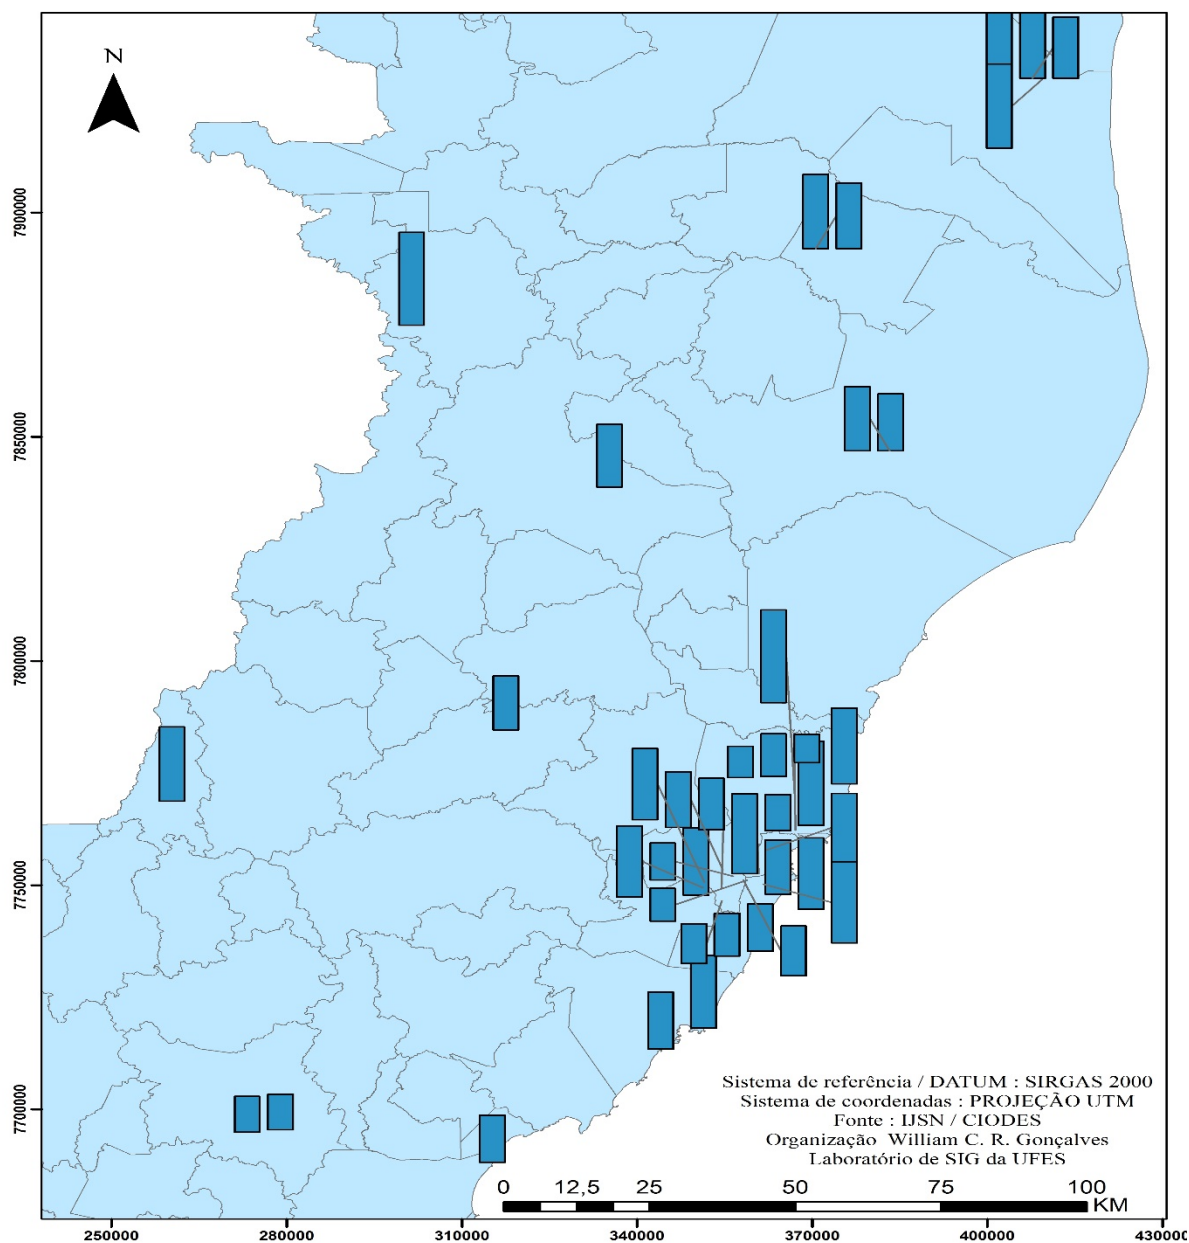 N
7900000
7850000
7800000
7750000
7700000
Sistema de referência / DATUM : SIRGAS 2000
Sistema de coordenadas : PROJEÇÃO UTM
Fonte : IJSN / CIODES
Organização William C. R. Gonçalves
Laboratório de SIG da UFES
0 12,5 25 50 75 100
KM
250000 280000 310000 340000 370000 400000 430000